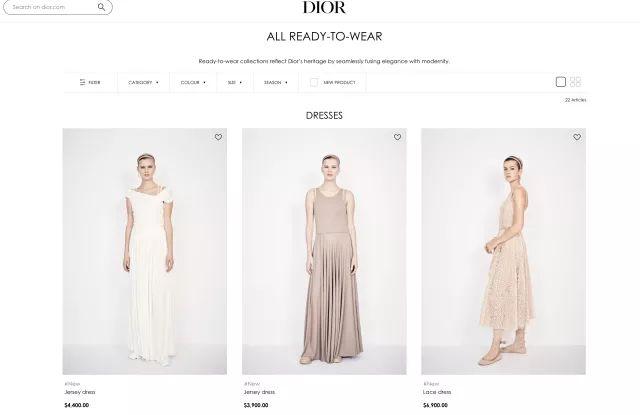 Search on dior.com
DIOR
ALL READY-TO-WEAR
Ready-to-wear collections reflect Dior's heritage by seamlessly fusing elegance with modernity.
FILTER CATEGORY COLOUR SIZE SEASON NEW PRODUCT
22 Articles
DRESSES
#New #New #New
Jersey dress Jersey dress Lace dress
$4,400.00 $3,900.00 $6,900.00